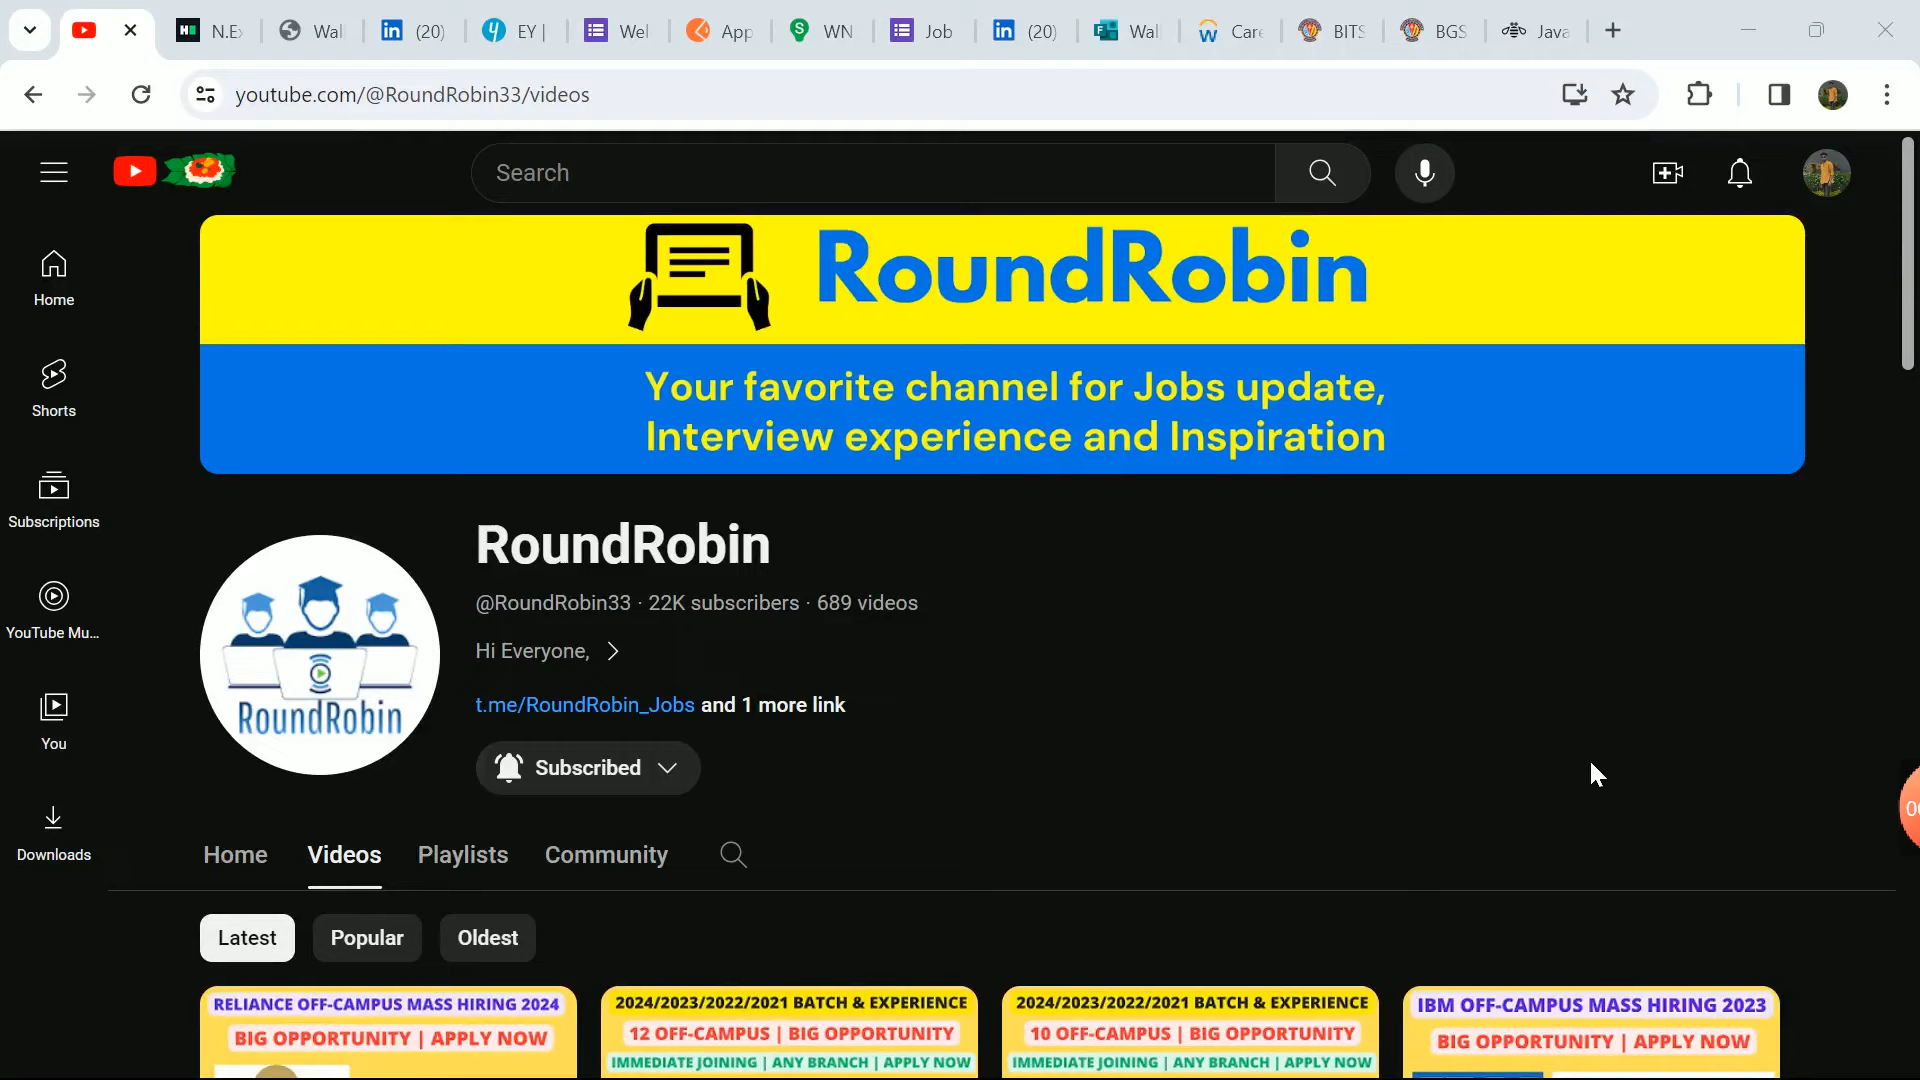 N.Ex
Wal
(20)
EY |
Wel
App
WN
Job
(20)
Wal
Care
BITS
BGS
Java
youtube.com/@RoundRobin33/videos
Search
RoundRobin
Your favorite channel for Jobs update,
Interview experience and Inspiration
Home
Shorts
Subscriptions
YouTube Mu...
You
Downloads
RoundRobin
RoundRobin
@RoundRobin33 · 22K subscribers · 689 videos
Hi Everyone,
t.me/RoundRobin_Jobs and 1 more link
Subscribed
Home
Videos
Playlists
Community
Latest
Popular
Oldest
RELIANCE OFF-CAMPUS MASS HIRING 2024
BIG OPPORTUNITY | APPLY NOW
2024/2023/2022/2021 BATCH & EXPERIENCE
12 OFF-CAMPUS | BIG OPPORTUNITY
IMMEDIATE JOINING | ANY BRANCH | APPLY NOW
2024/2023/2022/2021 BATCH & EXPERIENCE
10 OFF-CAMPUS | BIG OPPORTUNITY
IMMEDIATE JOINING | ANY BRANCH | APPLY NOW
IBM OFF-CAMPUS MASS HIRING 2023
BIG OPPORTUNITY | APPLY NOW